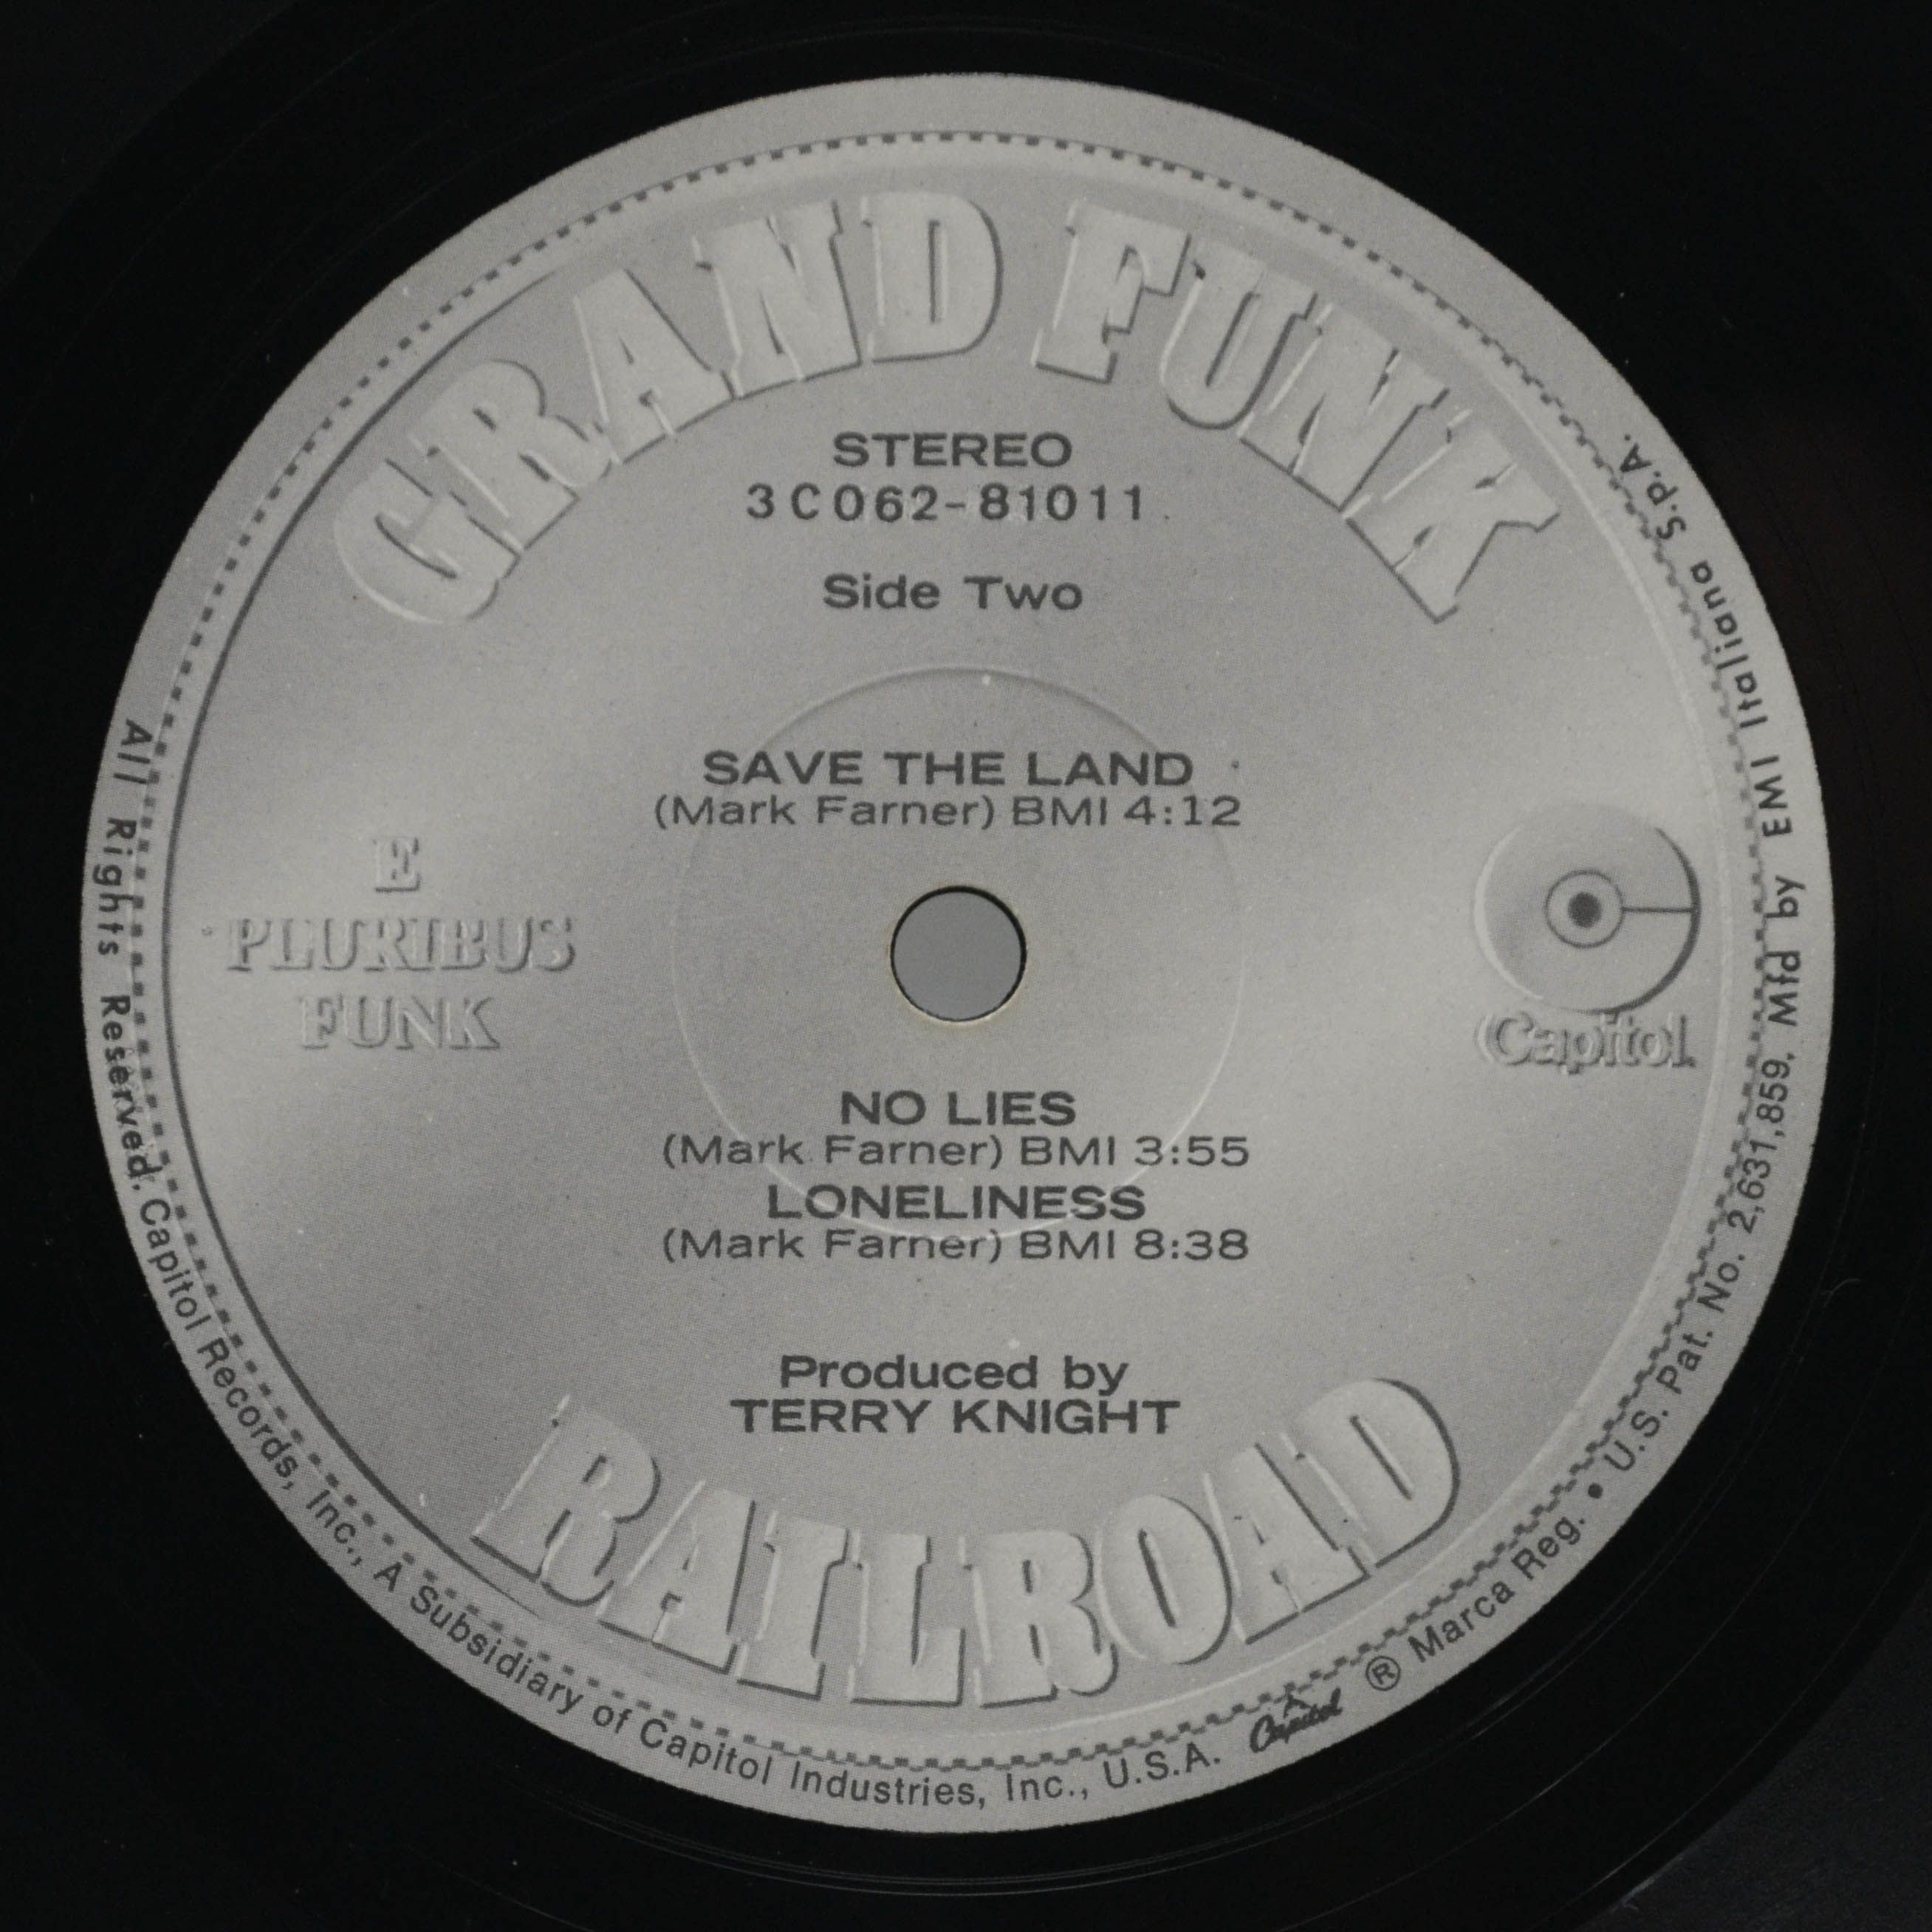 GRAND FUNK
STEREO
3C062-81011
Side Two
SAVE THE LAND
(Mark Farner) BMI 4:12
E
PLURIBUS
FUNK
Capitol
NO LIES
(Mark Farner) BMI 3:55
LONELINESS
(Mark Farner) BMI 8:38
Produced by
TERRY KNIGHT
RAILROAD
All Rights Reserved, Capitol Records, Inc., A Subsidiary of Capitol Industries, Inc., U.S.A. Capitol ® Marca Reg. • U.S. Pat. No. 2,631,859, Mfd by EMI Italiana S.p.A.